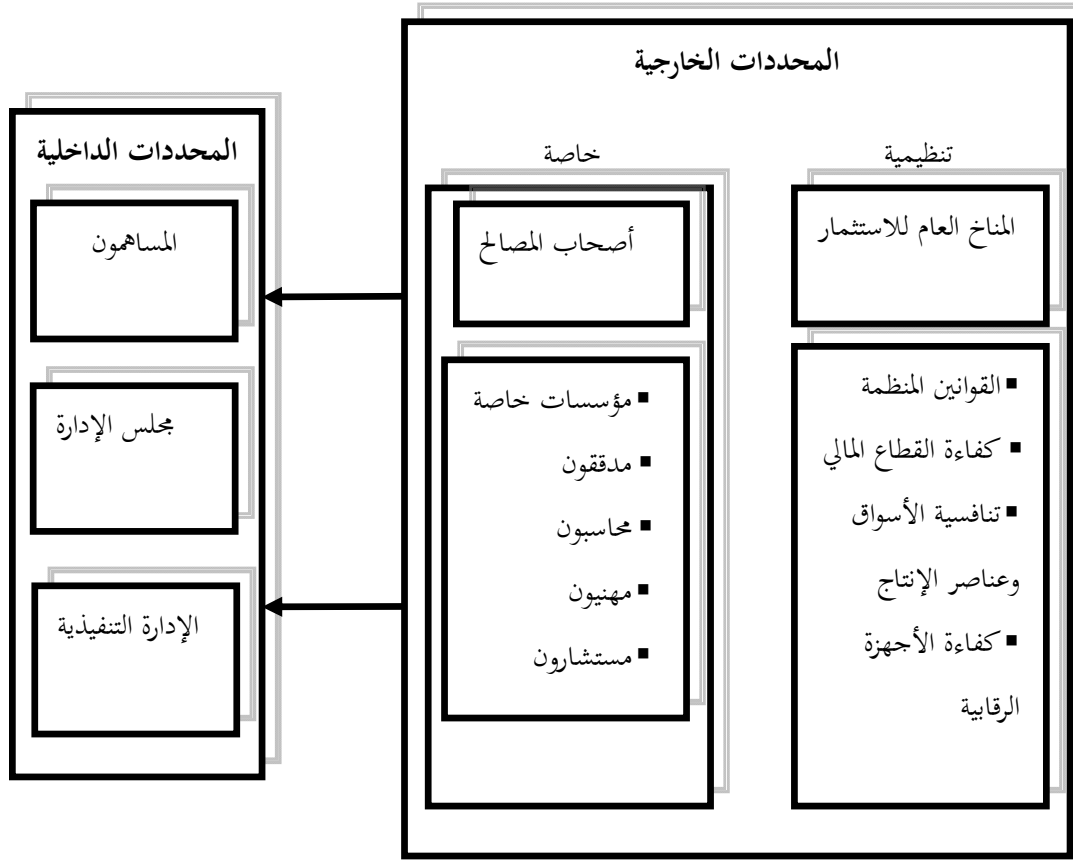 المحددات الخارجية
تنظيمية
المناخ العام للاستثمار
▪ القوانين المنظمة
▪ كفاءة القطاع المالي
▪ تنافسية الأسواق
وعناصر الإنتاج
▪ كفاءة الأجهزة
الرقابية
خاصة
أصحاب المصالح
▪ مؤسسات خاصة
▪ مدققون
▪ محاسبون
▪ مهنيون
▪ مستشارون
المحددات الداخلية
المساهمون
مجلس الإدارة
الإدارة التنفيذية